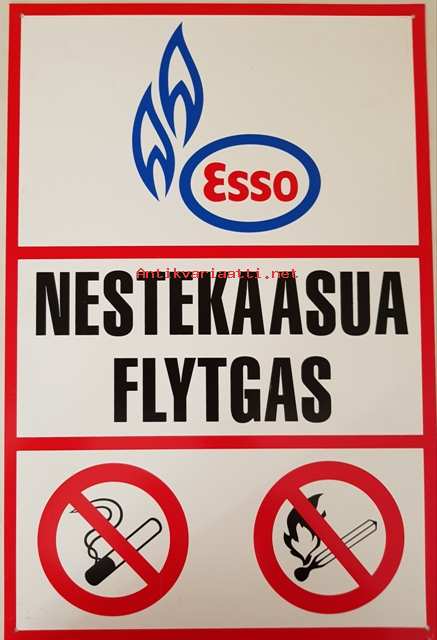 Esso
Antikvariaatti.net
NESTEKAASUA
FLYTGAS